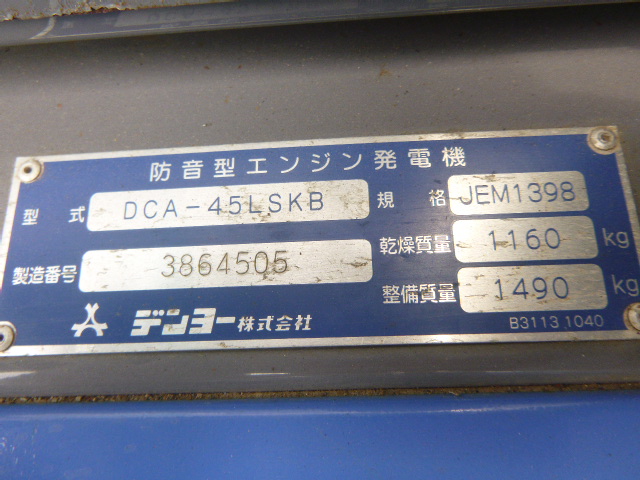 防音型エンジン発電機
型式 DCA-45LSKB 規格 JEM1398
乾燥質量 1160 kg
製造番号 3864505
整備質量 1490 kg
デンヨー株式会社
B3113 1040